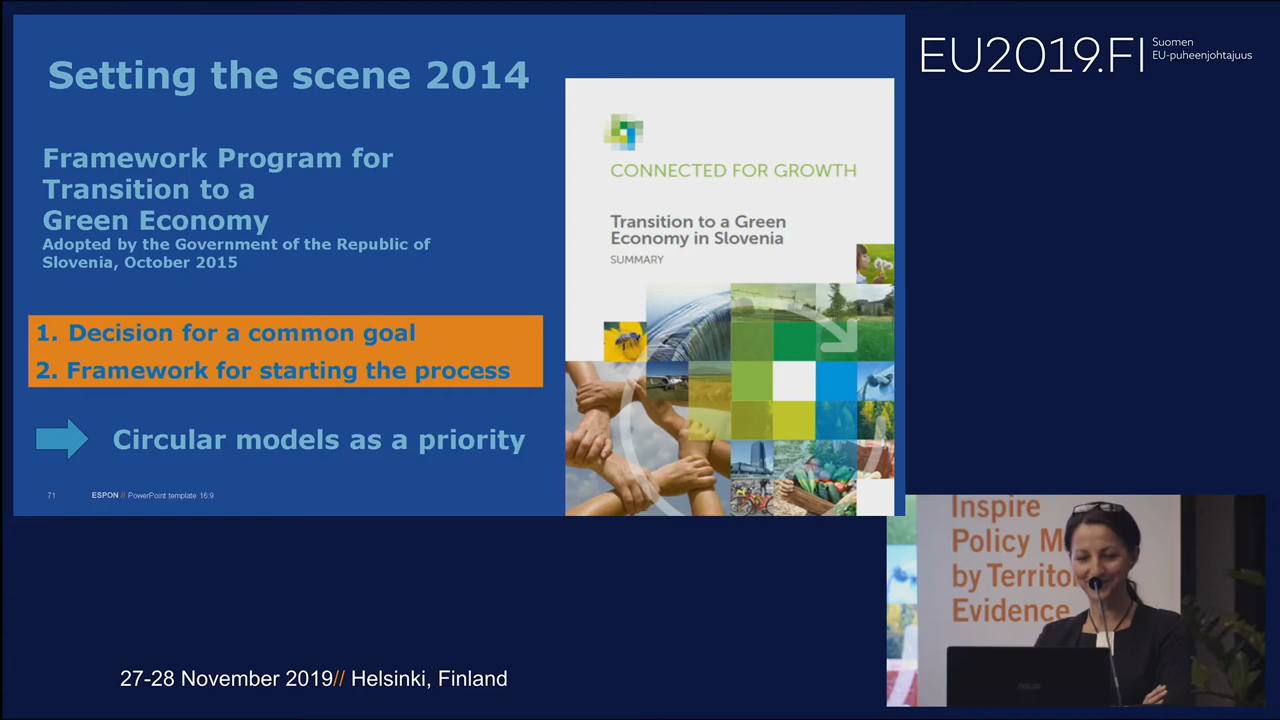 Setting the scene 2014
Framework Program for
Transition to a
Green Economy
Adopted by the Government of the Republic of
Slovenia, October 2015
1. Decision for a common goal
2. Framework for starting the process
Circular models as a priority
71
ESPON // PowerPoint template 16:9
CONNECTED FOR GROWTH
Transition to a Green
Economy in Slovenia
SUMMARY
EU2019.FI
Suomen
EU-puheenjohtajuus
Inspire
Policy M
by Territo
Evidence
ASUS
27-28 November 2019// Helsinki, Finland